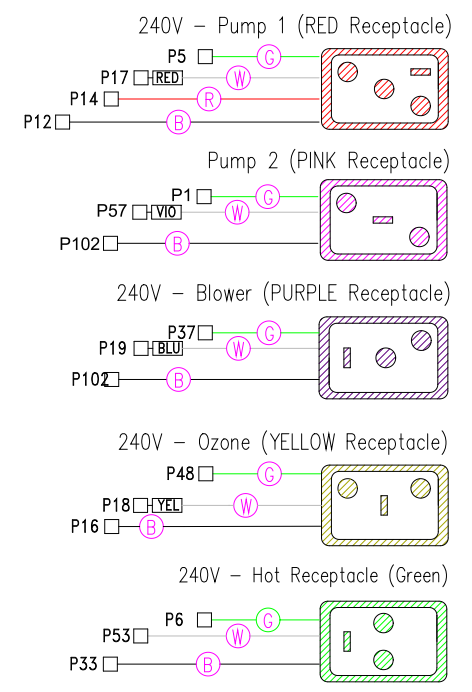 240V - Pump 1 (RED Receptacle)
P5 G
P17 RED W
P14 R
P12 B
Pump 2 (PINK Receptacle)
P1 G
P57 VIO W
P102 B
240V - Blower (PURPLE Receptacle)
P37 G
P19 BLU W
P102 B
240V - Ozone (YELLOW Receptacle)
P48 G
P18 YEL W
P16 B
240V - Hot Receptacle (Green)
P6 G
P53 W
P33 B